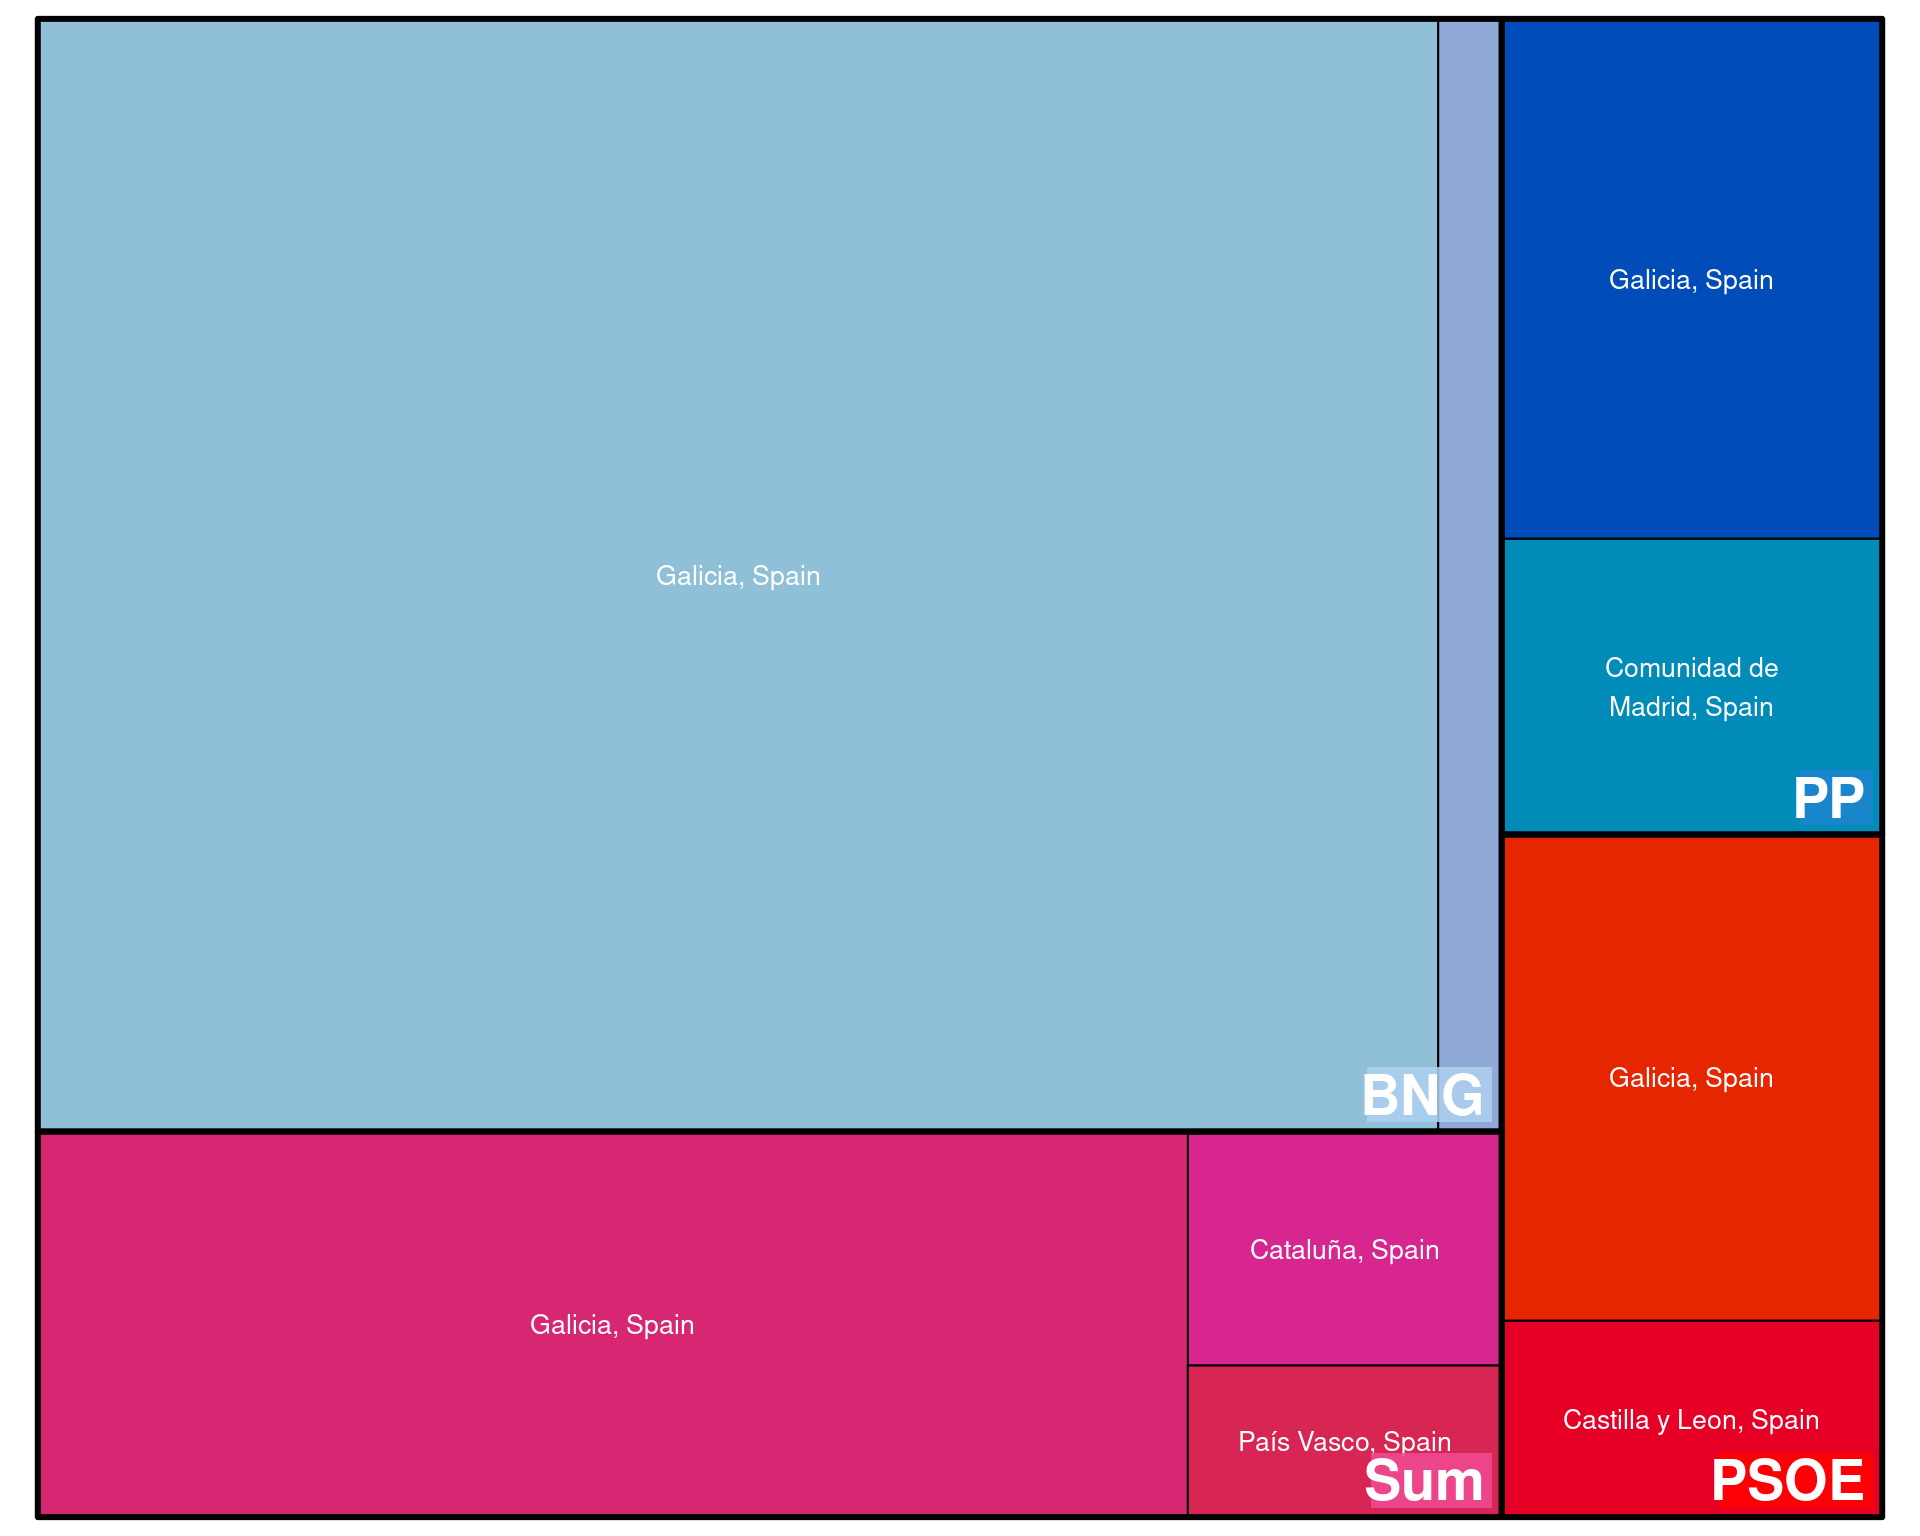 Galicia, Spain
BNG
Galicia, Spain
Comunidad de
Madrid, Spain
PP
Galicia, Spain
Cataluña, Spain
País Vasco, Spain
Sum
Galicia, Spain
Castilla y Leon, Spain
PSOE